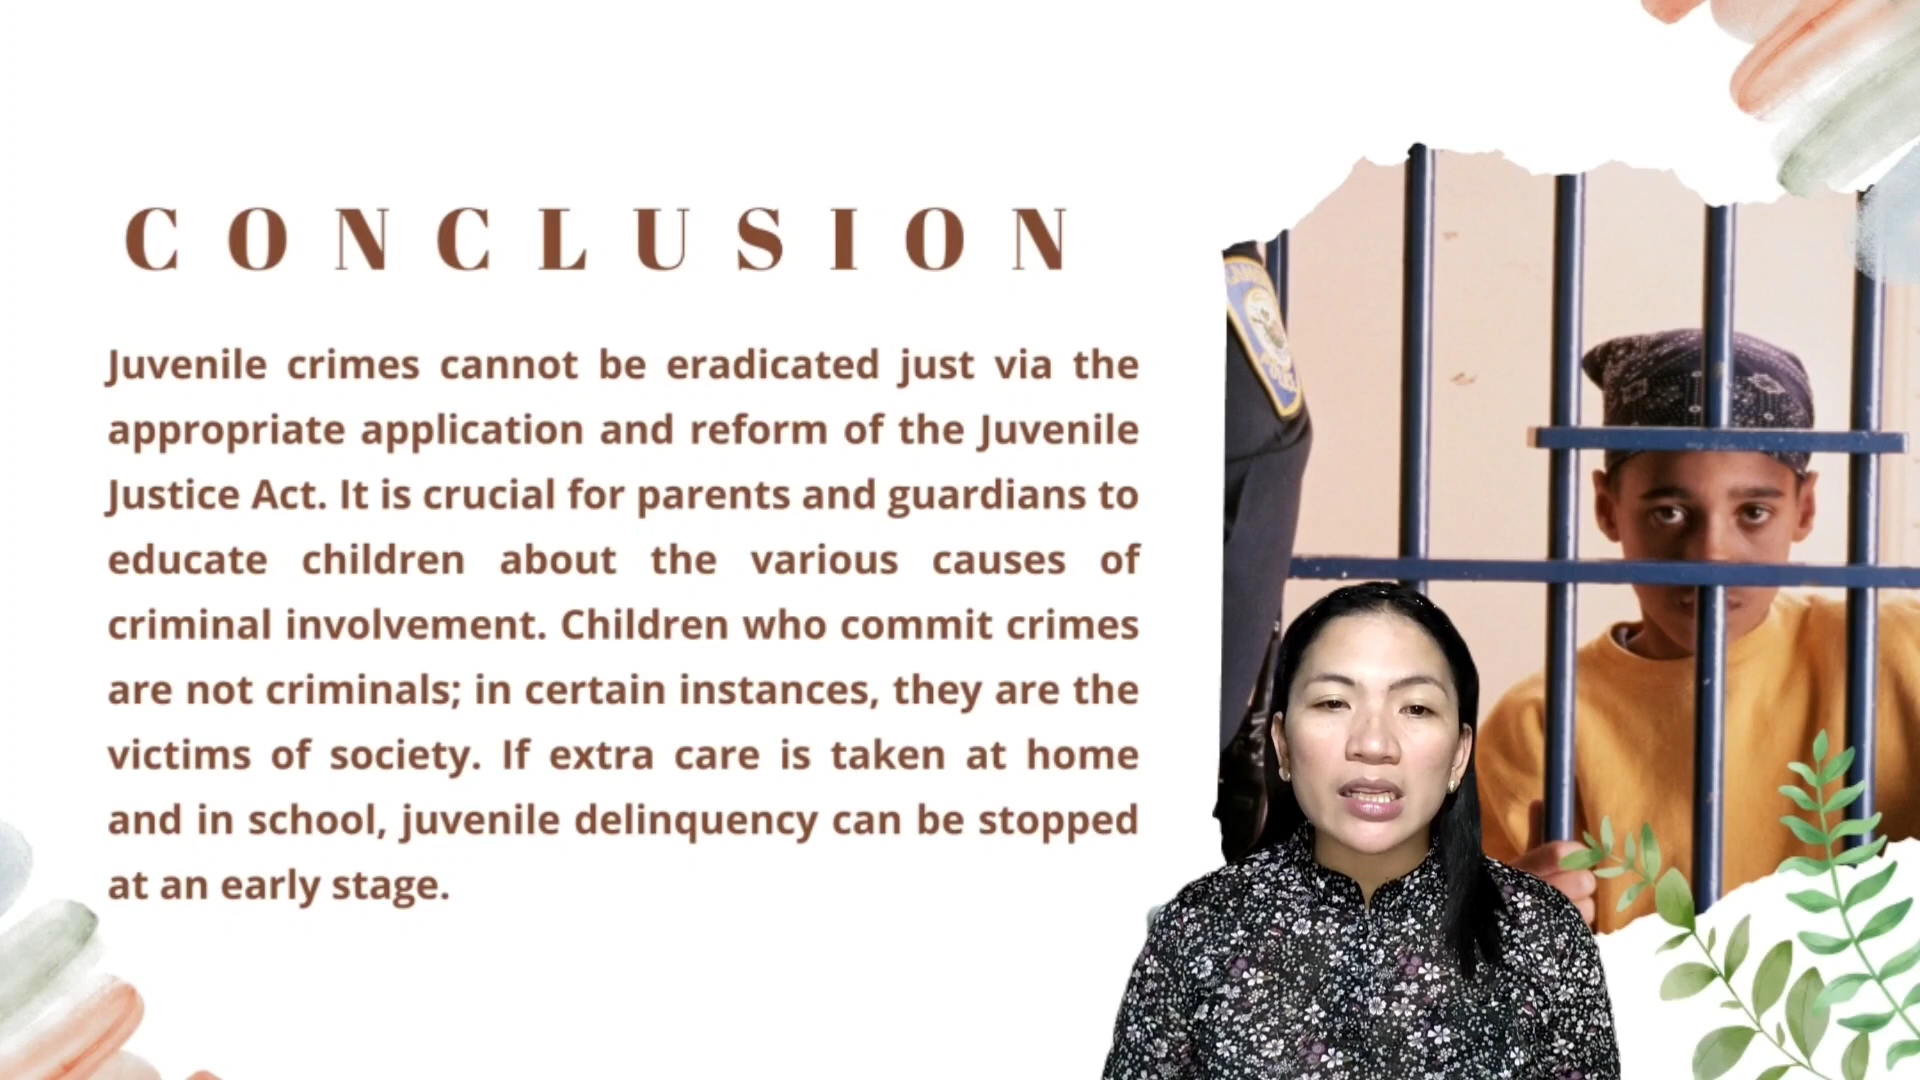 CONCLUSION
Juvenile crimes cannot be eradicated just via the
appropriate application and reform of the Juvenile
Justice Act. It is crucial for parents and guardians to
educate children about the various causes of
criminal involvement. Children who commit crimes
are not criminals; in certain instances, they are the
victims of society. If extra care is taken at home
and in school, juvenile delinquency can be stopped
at an early stage.